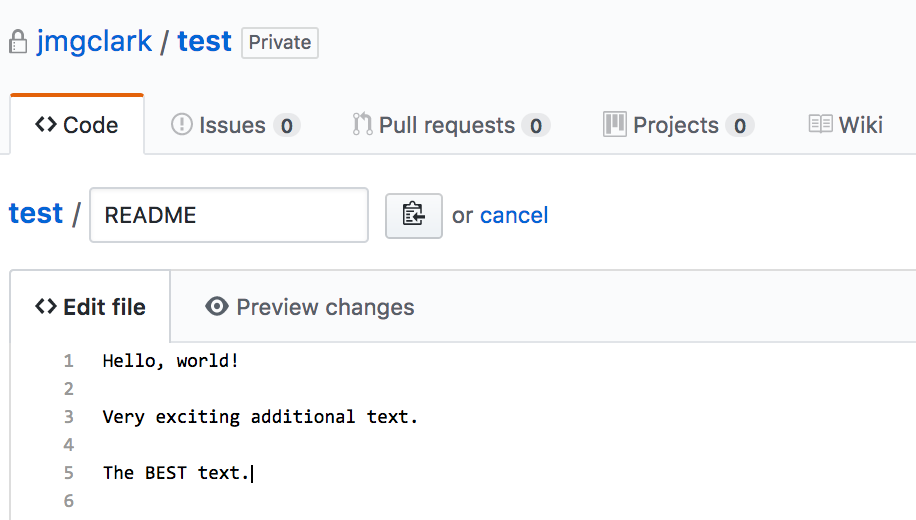 jmgclark / test Private
Code Issues 0 Pull requests 0 Projects 0 Wiki
test / README or cancel
Edit file Preview changes
1 Hello, world!
2
3 Very exciting additional text.
4
5 The BEST text.
6